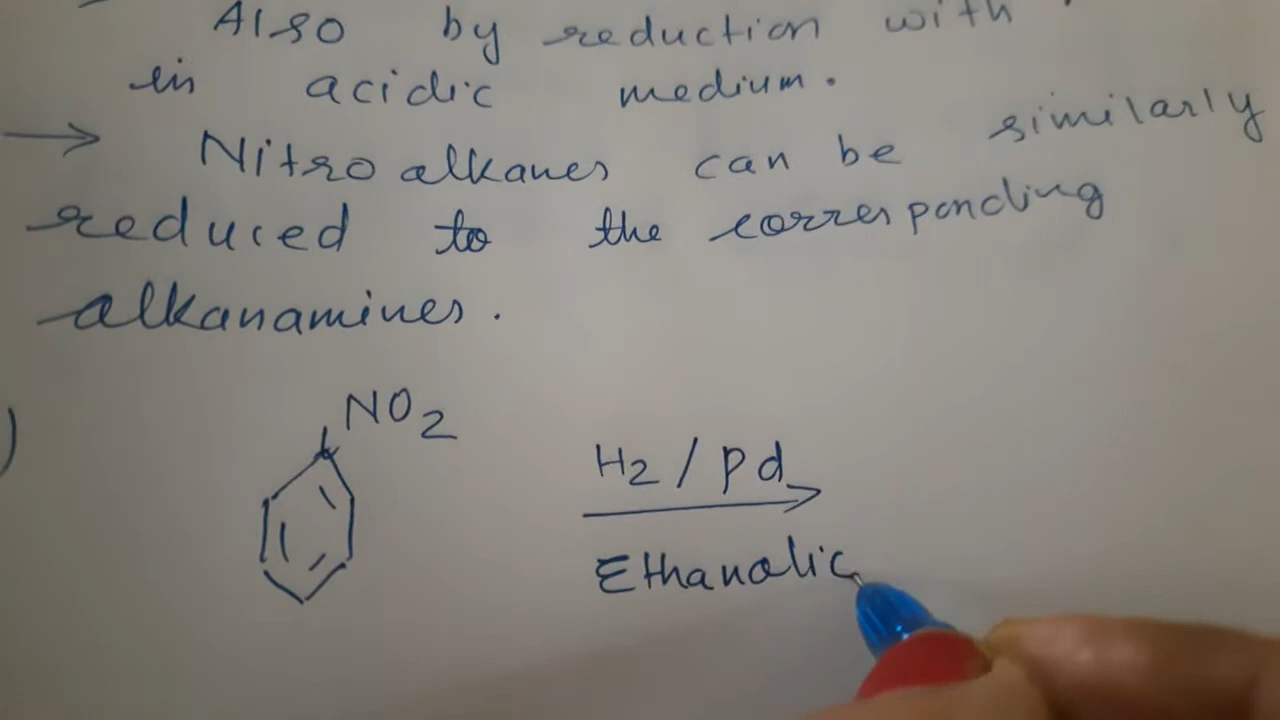 Also by reduction with
in acidic medium.
→ Nitroalkanes can be similarly
reduced to the corresponding
alkanamines.
)
NO2
H2 / Pd
Ethanolic